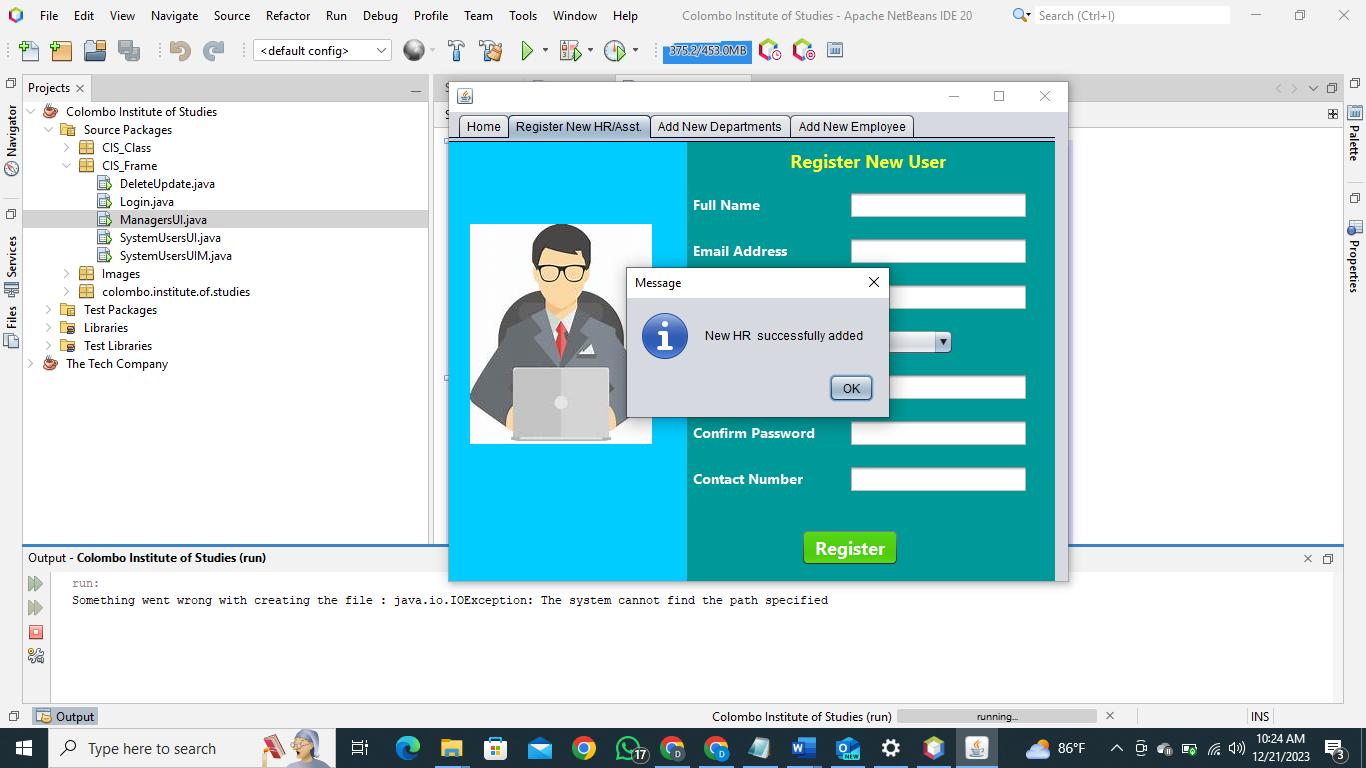 File Edit View Navigate Source Refactor Run Debug Profile Team Tools Window Help
Colombo Institute of Studies - Apache NetBeans IDE 20
Search (Ctrl+I)
<default config>
375.2/453.0MB
Projects
Navigator
Services
Files
Palette
Properties
Colombo Institute of Studies
Source Packages
CIS_Class
CIS_Frame
DeleteUpdate.java
Login.java
ManagersUI.java
SystemUsersUI.java
SystemUsersUIM.java
Images
colombo.institute.of.studies
Test Packages
Libraries
Test Libraries
The Tech Company
Home Register New HR/Asst. Add New Departments Add New Employee
Register New User
Full Name
Email Address
Message
New HR  successfully added
OK
Confirm Password
Contact Number
Register
Output - Colombo Institute of Studies (run)
run:
Something went wrong with creating the file : java.io.IOException: The system cannot find the path specified
Output
Colombo Institute of Studies (run)
running...
INS
Type here to search
17
D
D
NEW
86°F
10:24 AM
12/21/2023
3